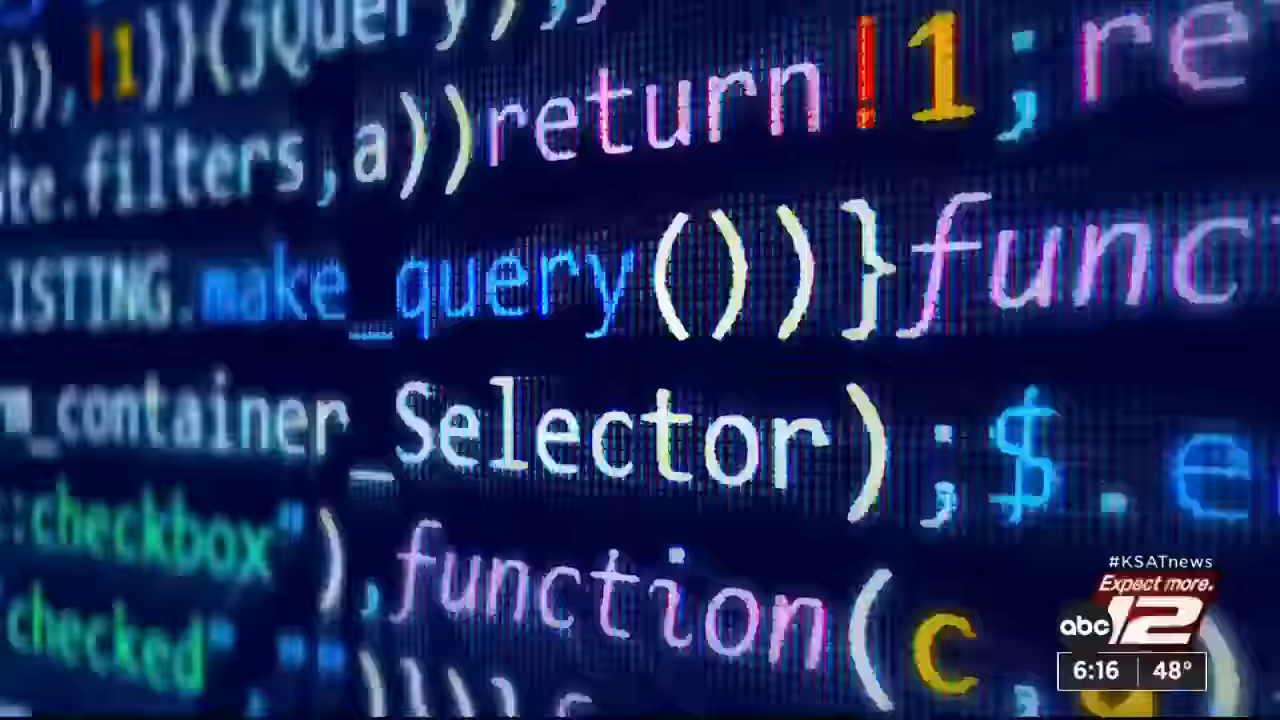 )),!1))(jQuery),
te.filters,a))return!1;re
ISTING.make_query())}func
m_container_Selector);$.e
:checkbox"),function(c,
checked" ""))),
#KSATnews
Expect more.
abc 12
6:16 48°